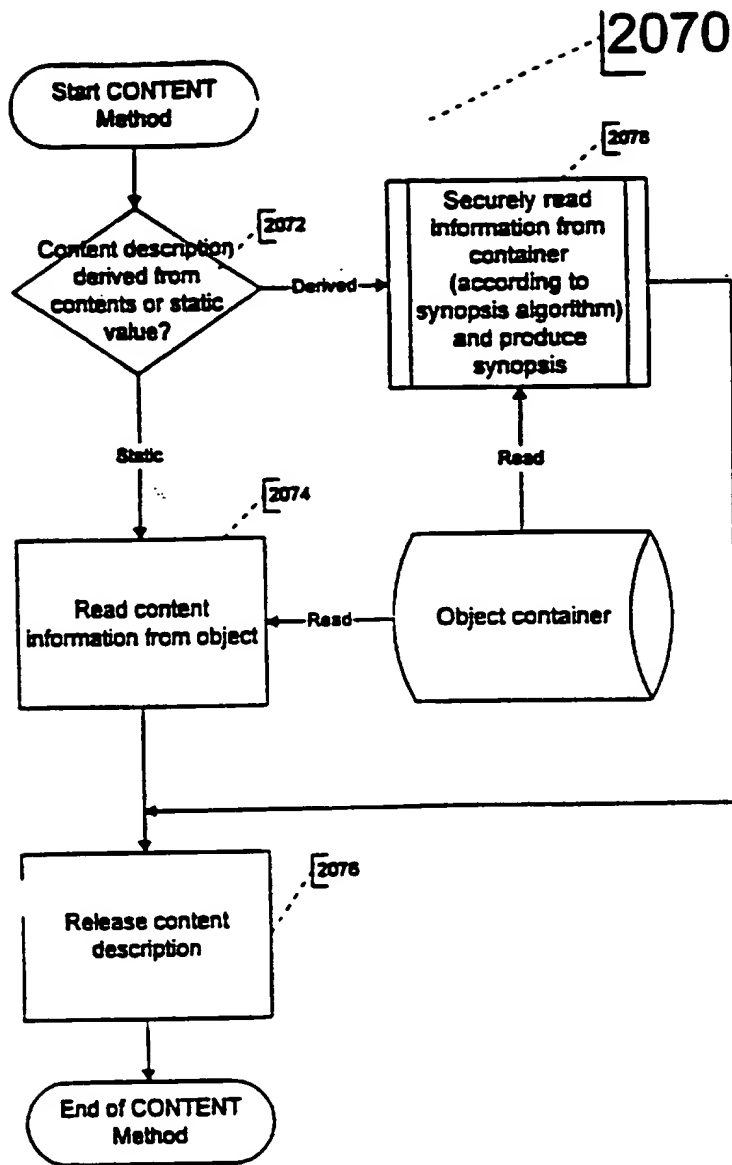 2070
Start CONTENT
Method
2078
Securely read
information from
container
(according to
synopsis algorithm)
and produce
synopsis
2072
Content description
derived from
contents or static
value?
Derived
Static
Read
2074
Read content
information from object
Read
Object container
2076
Release content
description
End of CONTENT
Method